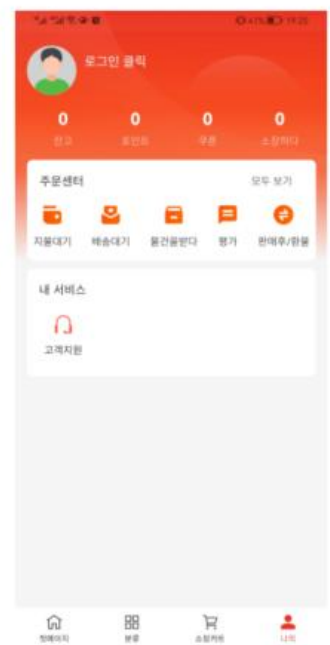 로그인 클릭
0 0 0 0
잔고 포인트 쿠폰 소장하다
주문센터 모두 보기
지불대기 배송대기 물건을받다 평가 판매후/환불
내 서비스
고객지원
첫페이지 분류 쇼핑카트 나의